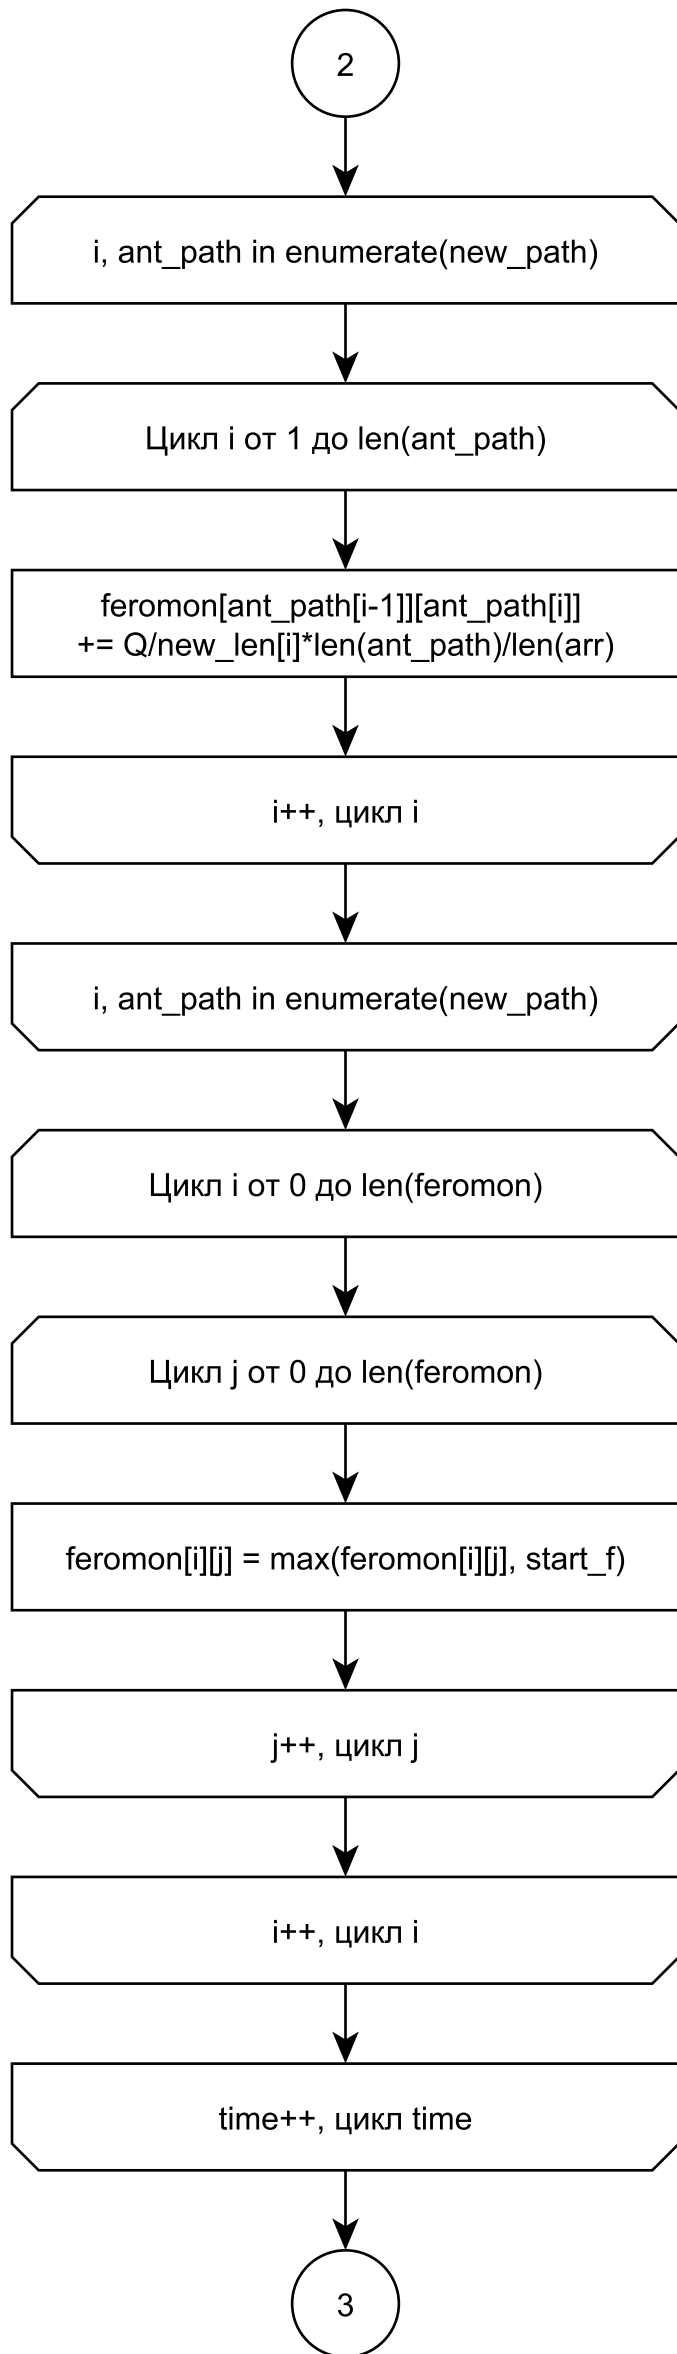 2
i, ant_path in enumerate(new_path)
Цикл i от 1 до len(ant_path)
feromon[ant_path[i-1]][ant_path[i]]
+= Q/new_len[i]*len(ant_path)/len(arr)
i++, цикл i
i, ant_path in enumerate(new_path)
Цикл i от 0 до len(feromon)
Цикл j от 0 до len(feromon)
feromon[i][j] = max(feromon[i][j], start_f)
j++, цикл j
i++, цикл i
time++, цикл time
3